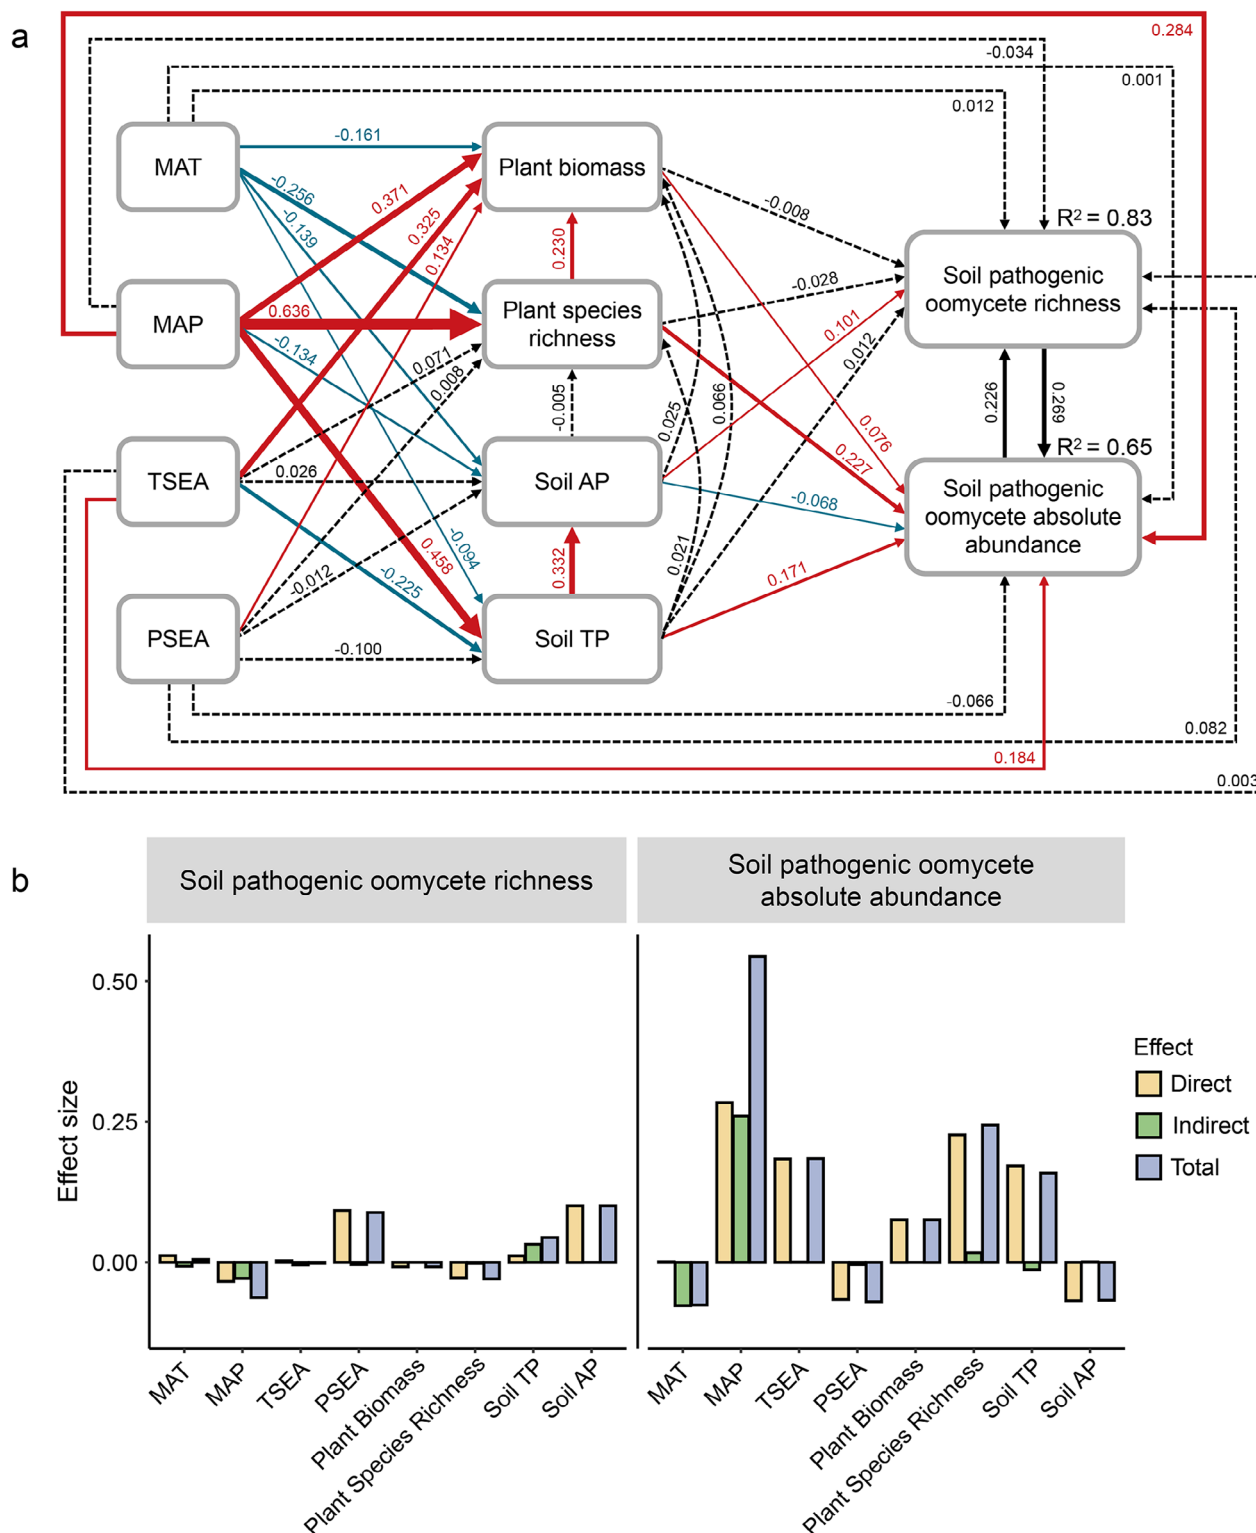 a
0.284
-0.034
0.001
0.012
MAT
-0.161
Plant biomass
-0.256
0.371
-0.139
0.325
0.134
0.230
-0.008
R² = 0.83
Soil pathogenic
oomycete richness
MAP
0.636
Plant species
richness
-0.028
0.101
0.012
-0.134
0.071
0.008
-0.005
0.025
0.066
0.226
0.269
0.076
0.227
R² = 0.65
TSEA
0.026
Soil AP
-0.068
Soil pathogenic
oomycete absolute
abundance
-0.012
-0.225
0.458
-0.094
0.332
0.021
0.171
PSEA
-0.100
Soil TP
-0.066
0.082
0.184
0.003
b
Soil pathogenic oomycete richness
Soil pathogenic oomycete
absolute abundance
Effect size
0.50
0.25
0.00
Effect
Direct
Indirect
Total
MAT
MAP
TSEA
PSEA
Plant Biomass
Plant Species Richness
Soil TP
Soil AP
MAT
MAP
TSEA
PSEA
Plant Biomass
Plant Species Richness
Soil TP
Soil AP